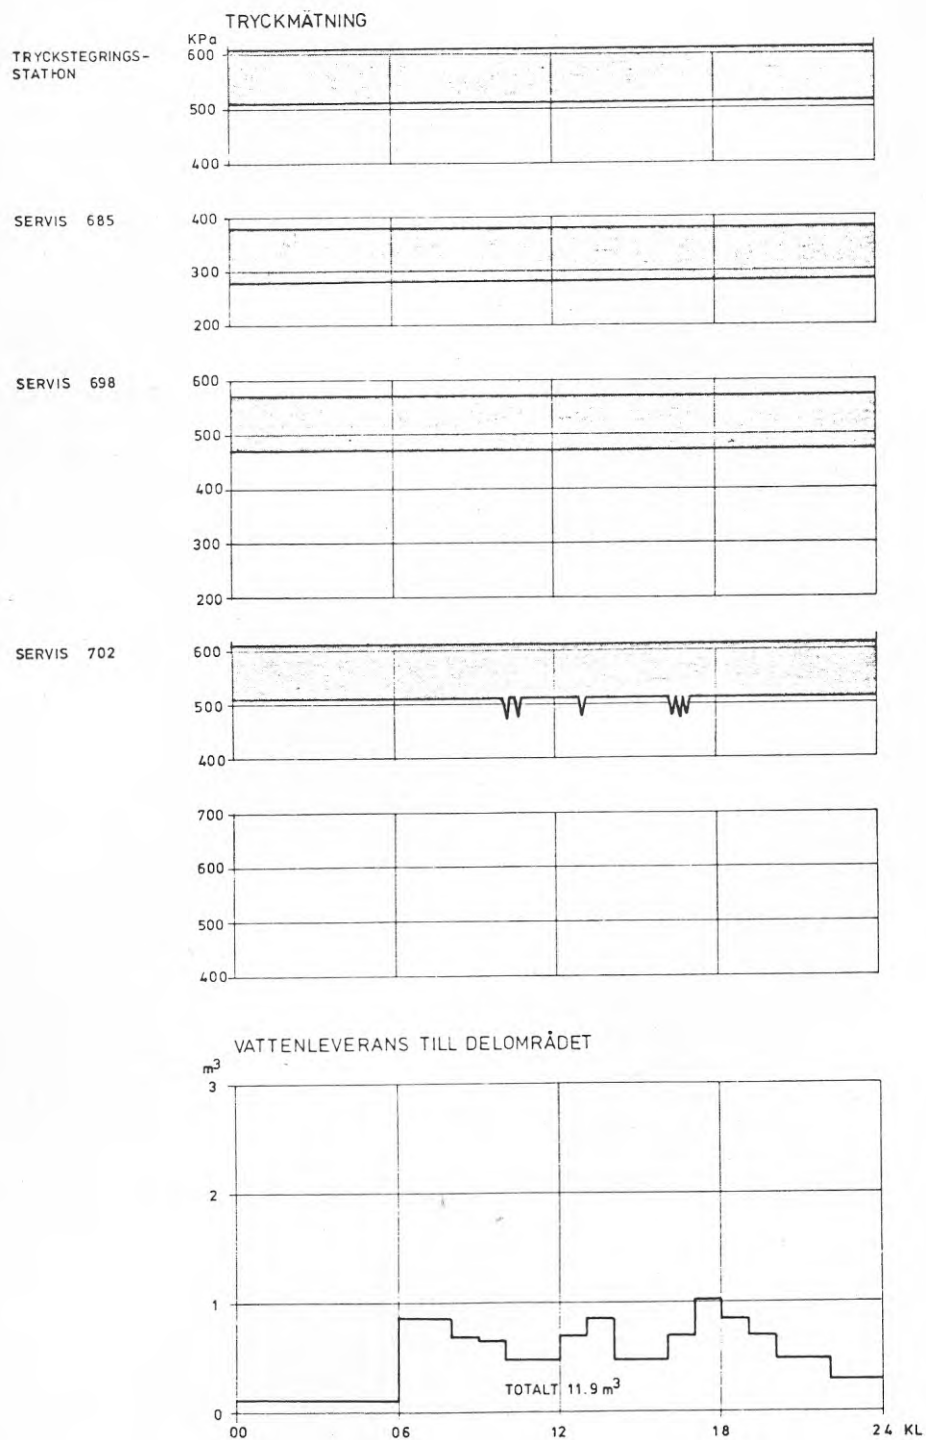 TRYCKMÄTNING
KPa
TRYCKSTEGRINGS-
STATION
600
500
400
SERVIS 685
400
300
200
SERVIS 698
600
500
400
300
200
SERVIS 702
600
500
400
700
600
500
400
VATTENLEVERANS TILL DELOMRÅDET
m³
3
2
1
0
TOTALT 11.9 m³
00 06 12 18 24 KL